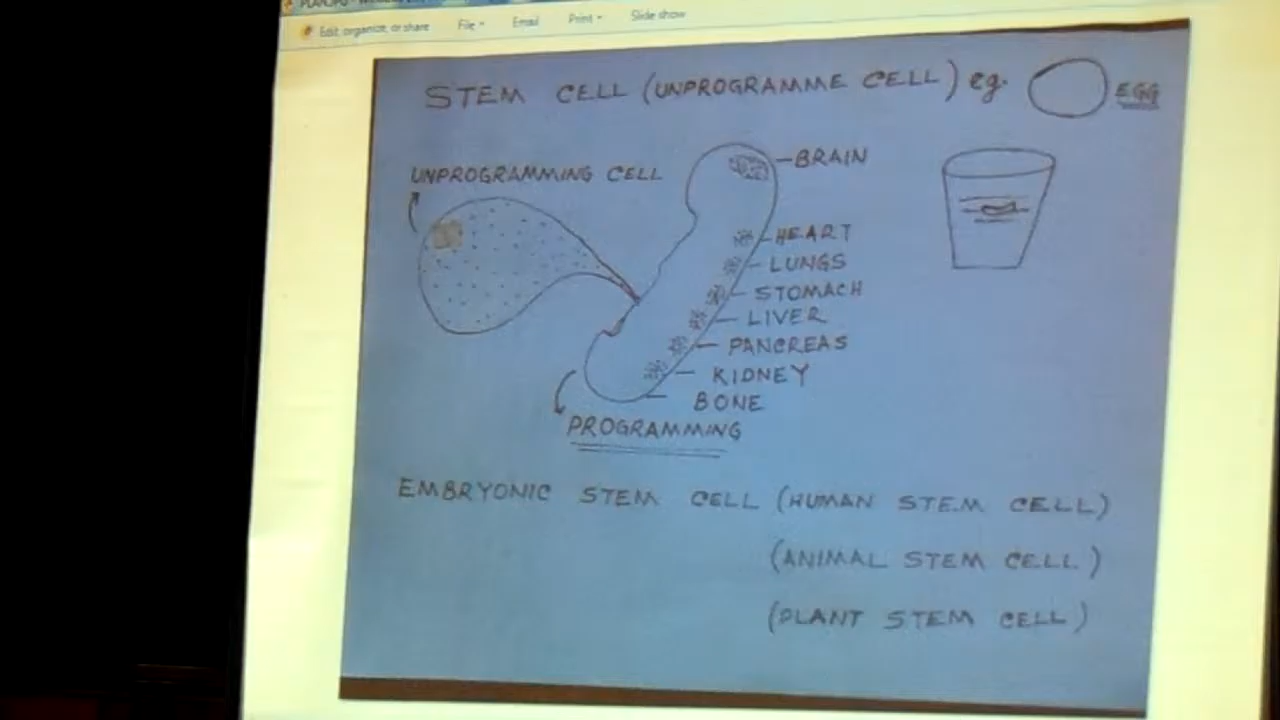 Edit, organize, or share File Email Print Slide show
STEM CELL (UNPROGRAMME CELL) eg. EGG
UNPROGRAMMING CELL
BRAIN
HEART
LUNGS
STOMACH
LIVER
PANCREAS
KIDNEY
BONE
PROGRAMMING
EMBRYONIC STEM CELL (HUMAN STEM CELL)
(ANIMAL STEM CELL)
(PLANT STEM CELL)